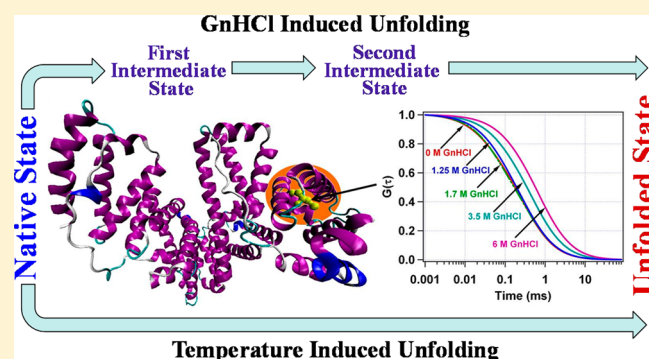 GnHCl Induced Unfolding
First
Intermediate
State
Second
Intermediate
State
Native State
Unfolded State
1.0
0.8
0.6
0.4
0.2
0.0
G(τ)
0 M GnHCl
1.25 M GnHCl
1.7 M GnHCl
3.5 M GnHCl
6 M GnHCl
0.001 0.01 0.1 1 10
Time (ms)
Temperature Induced Unfolding